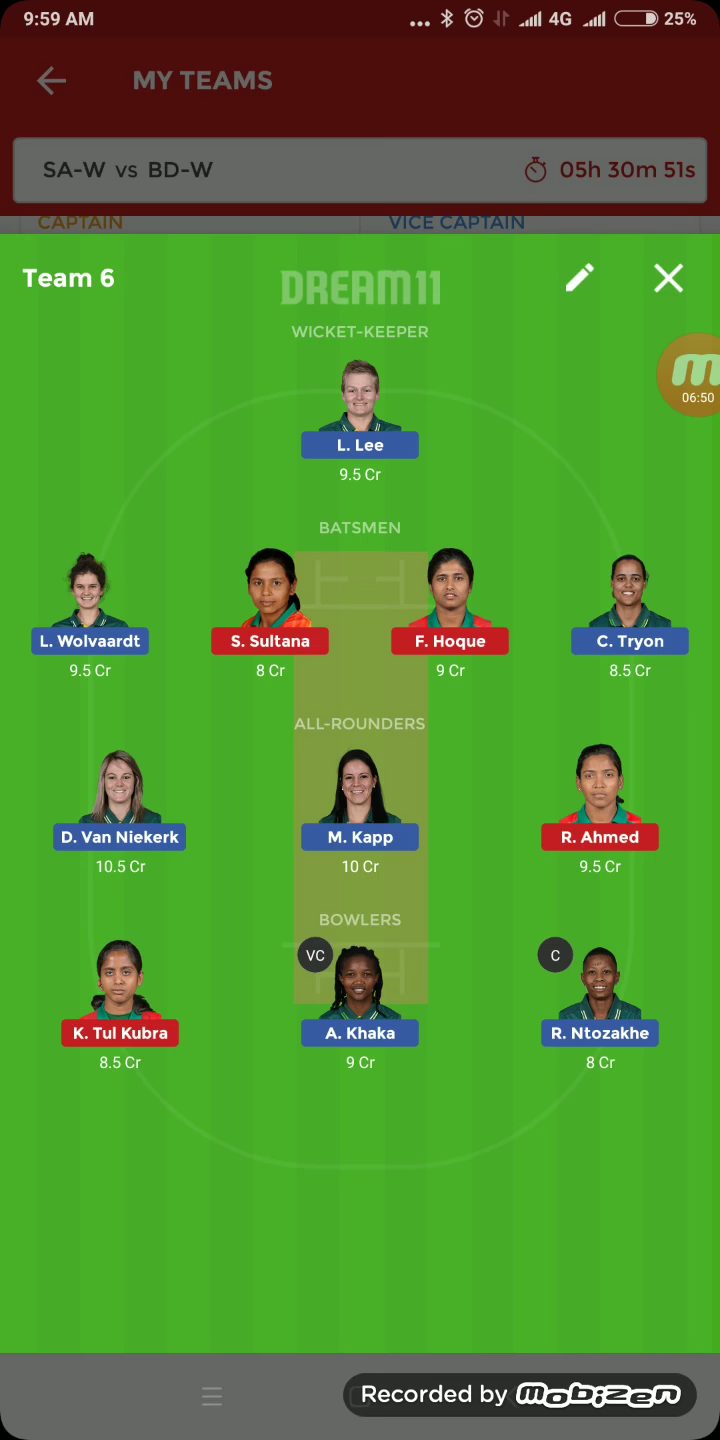 9:59 AM
... 4G 25%
MY TEAMS
SA-W vs BD-W 05h 30m 51s
CAPTAIN VICE CAPTAIN
Team 6 DREAM11
WICKET-KEEPER
m
06:50
L. Lee
9.5 Cr
BATSMEN
L. Wolvaardt S. Sultana F. Hoque C. Tryon
9.5 Cr 8 Cr 9 Cr 8.5 Cr
ALL-ROUNDERS
D. Van Niekerk M. Kapp R. Ahmed
10.5 Cr 10 Cr 9.5 Cr
BOWLERS
VC C
K. Tul Kubra A. Khaka R. Ntozakhe
8.5 Cr 9 Cr 8 Cr
Recorded by mobizen